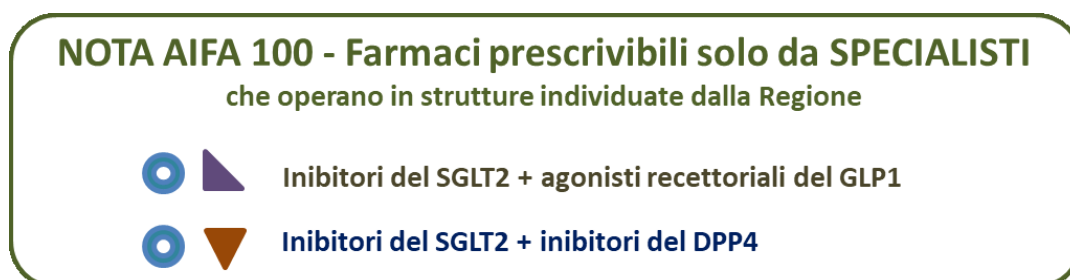 NOTA AIFA 100 - Farmaci prescrivibili solo da SPECIALISTI
che operano in strutture individuate dalla Regione
Inibitori del SGLT2 + agonisti recettoriali del GLP1
Inibitori del SGLT2 + inibitori del DPP4